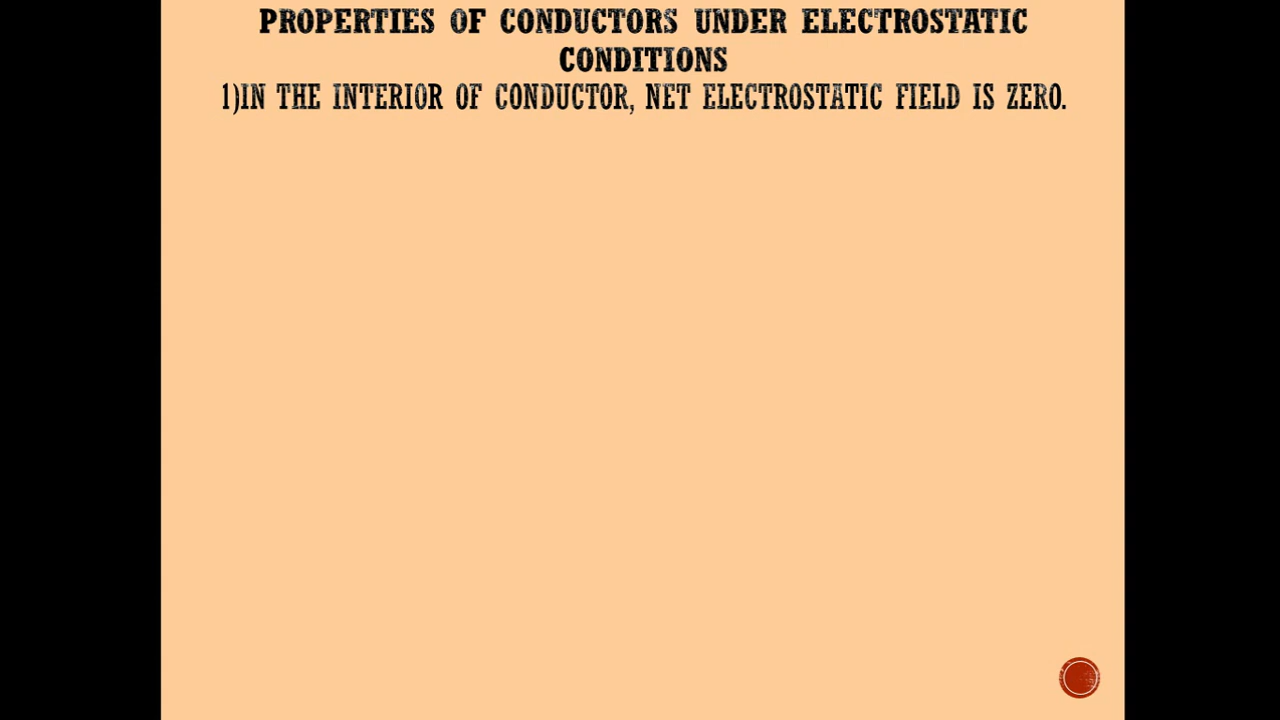 PROPERTIES OF CONDUCTORS UNDER ELECTROSTATIC
CONDITIONS
1)IN THE INTERIOR OF CONDUCTOR, NET ELECTROSTATIC FIELD IS ZERO.